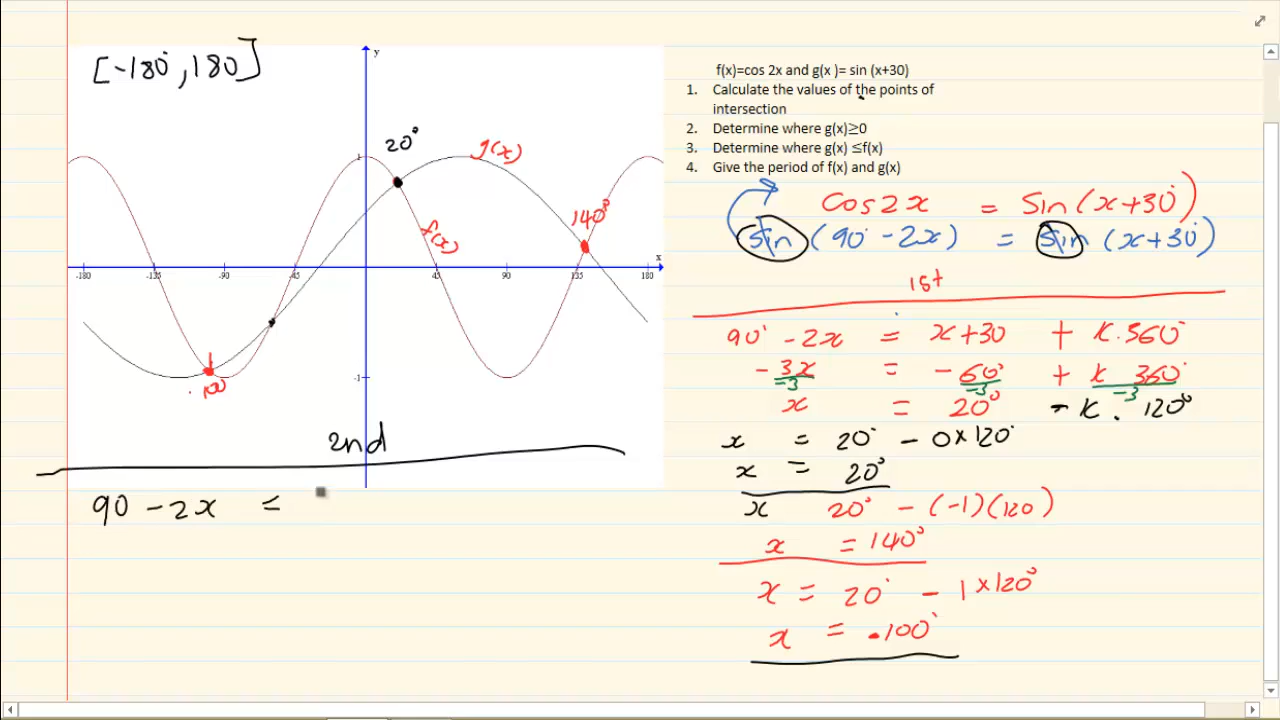 [-180°, 180]
y
20°
g(x)
1
140°
f(x)
x
-180 -135 -90 -45 45 90 135 180
-1
-100°
2nd
90 - 2x =
f(x)=cos 2x and g(x )= sin (x+30)
1. Calculate the values of the points of
intersection
2. Determine where g(x)≥0
3. Determine where g(x) ≤f(x)
4. Give the period of f(x) and g(x)
Cos2x = Sin(x+30°)
Sin (90° - 2x) = Sin (x+30°)
1st
90° - 2x = x+30 + K.360°
-3x/-3 = -60°/-3 + K 360°/-3
x = 20° - K . 120°
x = 20° - 0×120°
x = 20°
x 20° - (-1)(120)
x = 140°
x = 20° - 1×120°
x = -100°